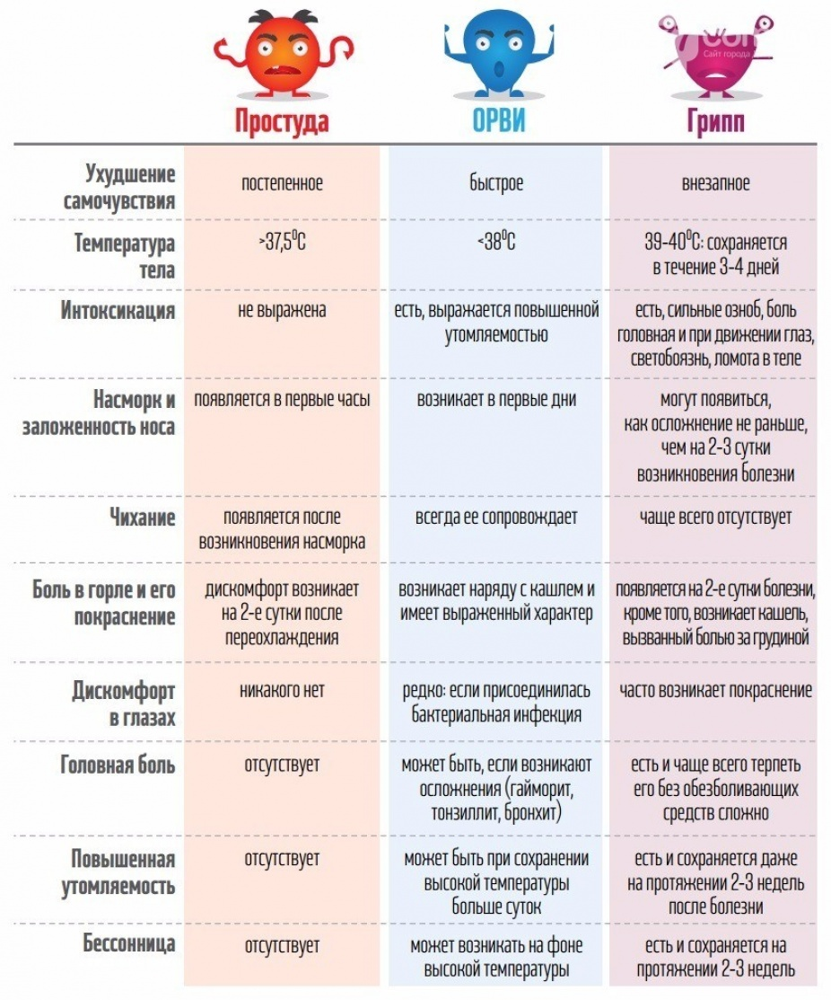 Сайт города
Простуда
ОРВИ
Грипп
Ухудшение
самочувствия
постепенное
быстрое
внезапное
Температура
тела
>37,5⁰С
<38⁰С
39-40⁰С: сохраняется
в течение 3-4 дней
Интоксикация
не выражена
есть, выражается повышенной
утомляемостью
есть, сильные озноб, боль
головная и при движении глаз,
светобоязнь, ломота в теле
Насморк и
заложенность носа
появляется в первые часы
возникает в первые дни
могут появиться,
как осложнение не раньше,
чем на 2-3 сутки
возникновения болезни
Чихание
появляется после
возникновения насморка
всегда ее сопровождает
чаще всего отсутствует
Боль в горле и его
покраснение
дискомфорт возникает
на 2-е сутки после
переохлаждения
возникает наряду с кашлем и
имеет выраженный характер
появляется на 2-е сутки болезни,
кроме того, возникает кашель,
вызванный болью за грудиной
Дискомфорт
в глазах
никакого нет
редко: если присоединилась
бактериальная инфекция
часто возникает покраснение
Головная боль
отсутствует
может быть, если возникают
осложнения (гайморит,
тонзиллит, бронхит)
есть и чаще всего терпеть
его без обезболивающих
средств сложно
Повышенная
утомляемость
отсутствует
может быть при сохранении
высокой температуры
больше суток
есть и сохраняется даже
на протяжении 2-3 недель
после болезни
Бессонница
отсутствует
может возникать на фоне
высокой температуры
есть и сохраняется на
протяжении 2-3 недель